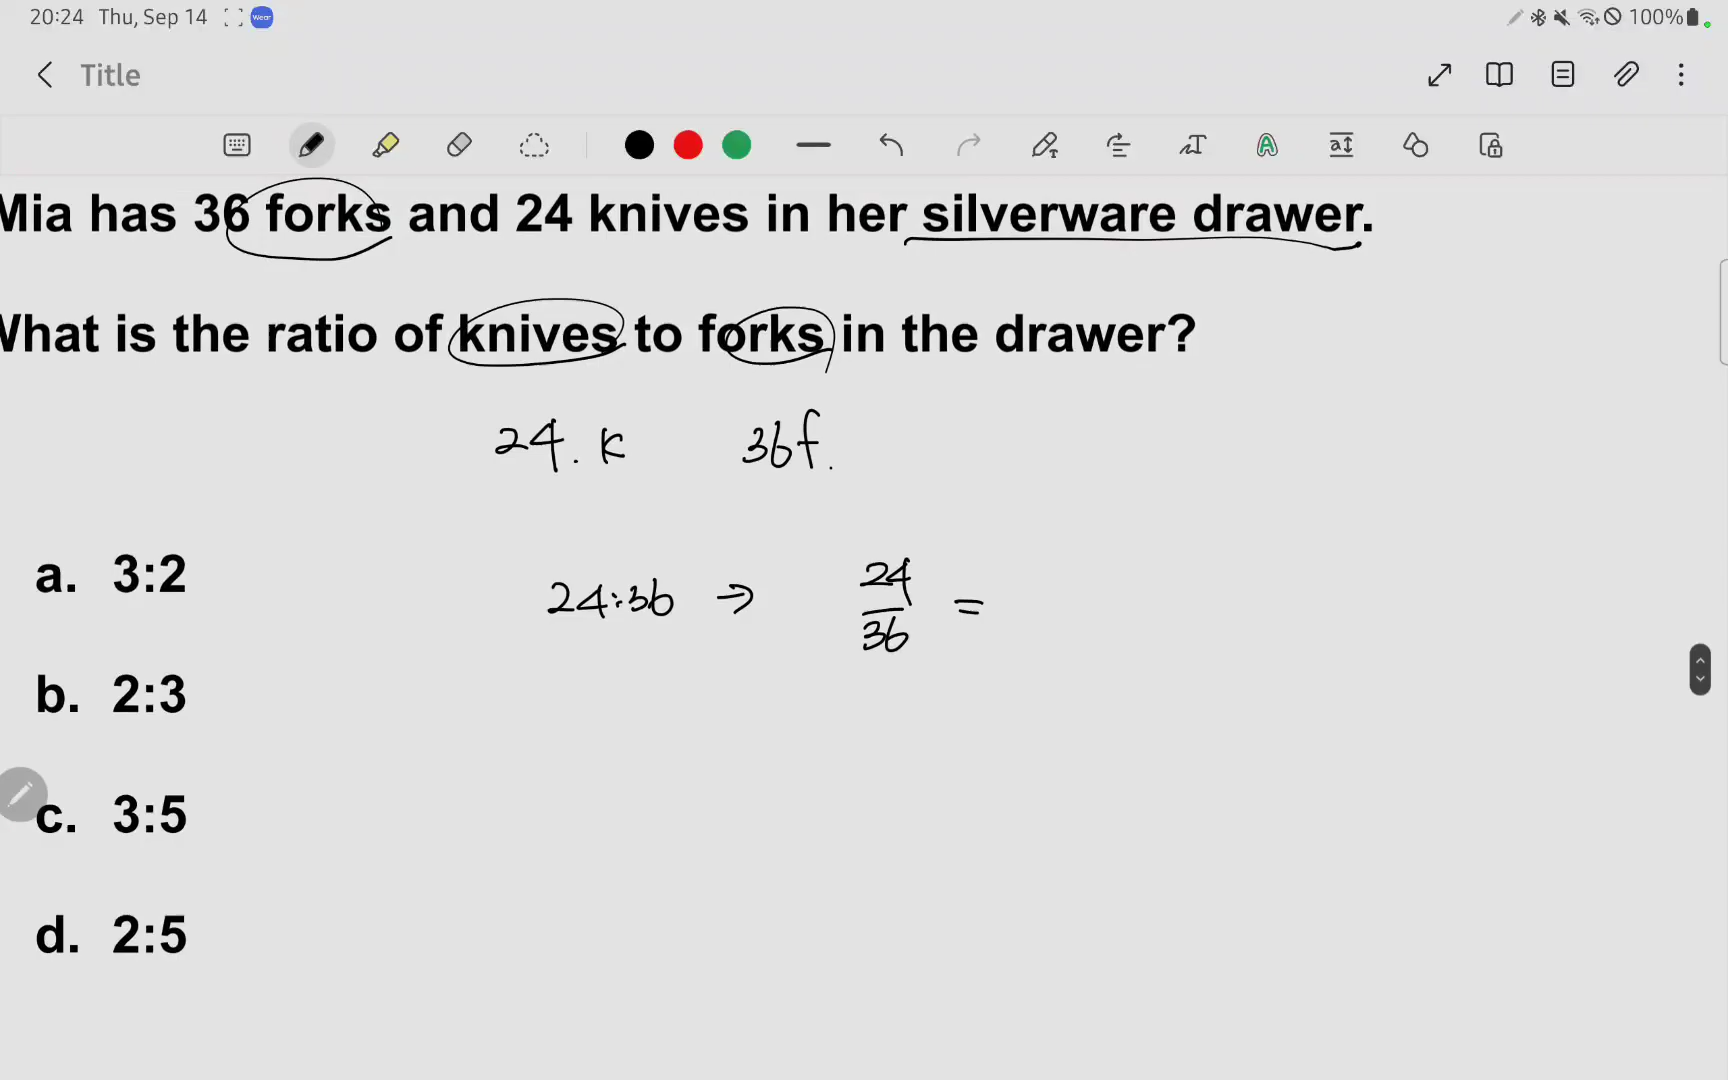 20:24 Thu, Sep 14 Wear 100%
Title
Mia has 36 forks and 24 knives in her silverware drawer.
What is the ratio of knives to forks in the drawer?
24. k 36f.
a. 3:2
24:36 → 24/36 =
b. 2:3
c. 3:5
d. 2:5